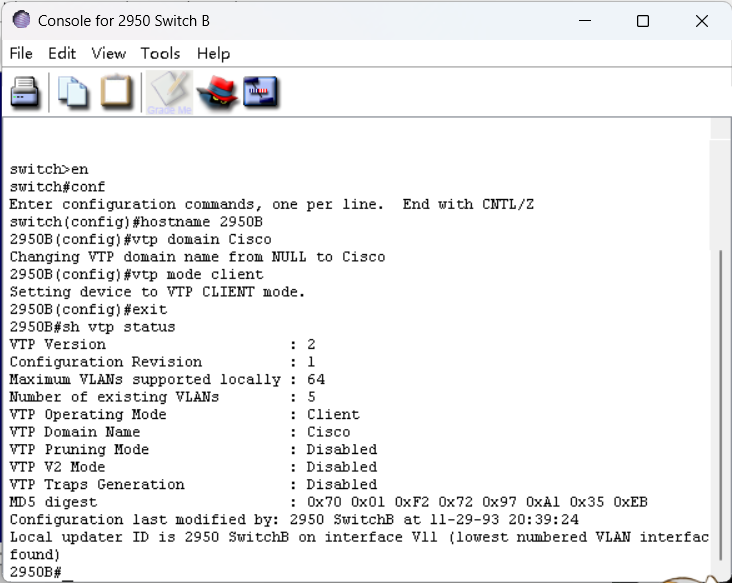 Console for 2950 Switch B
File Edit View Tools Help
Grade Me
switch>en
switch#conf
Enter configuration commands, one per line.  End with CNTL/Z
switch(config)#hostname 2950B
2950B(config)#vtp domain Cisco
Changing VTP domain name from NULL to Cisco
2950B(config)#vtp mode client
Setting device to VTP CLIENT mode.
2950B(config)#exit
2950B#sh vtp status
VTP Version                     : 2
Configuration Revision          : 1
Maximum VLANs supported locally : 64
Number of existing VLANs        : 5
VTP Operating Mode              : Client
VTP Domain Name                 : Cisco
VTP Pruning Mode                : Disabled
VTP V2 Mode                     : Disabled
VTP Traps Generation            : Disabled
MD5 digest                      : 0x70 0x01 0xF2 0x72 0x97 0xA1 0x35 0xEB
Configuration last modified by: 2950 SwitchB at 11-29-93 20:39:24
Local updater ID is 2950 SwitchB on interface Vl1 (lowest numbered VLAN interfac
found)
2950B#_